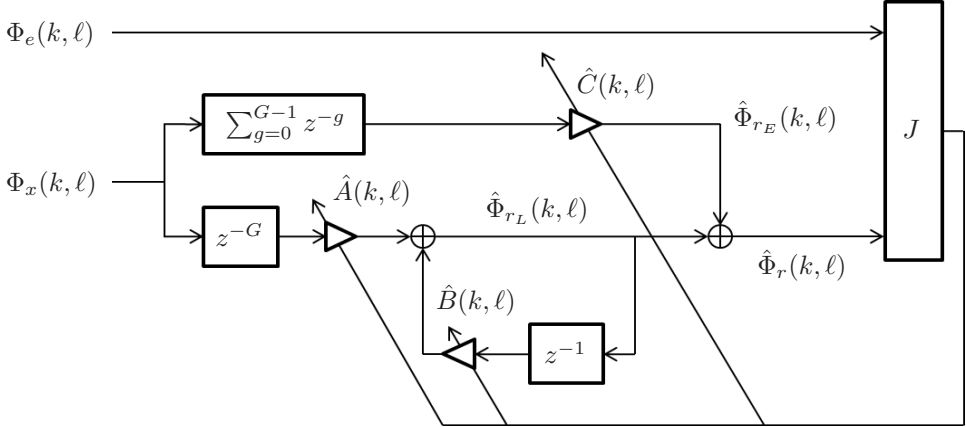 Φ_e(k, ℓ)
Ĉ(k, ℓ)
∑_{g=0}^{G−1} z^{−g}
Φ̂_{r_E}(k, ℓ)
J
Φ_x(k, ℓ)
Â(k, ℓ)
Φ̂_{r_L}(k, ℓ)
z^{−G}
Φ̂_r(k, ℓ)
B̂(k, ℓ)
z^{−1}